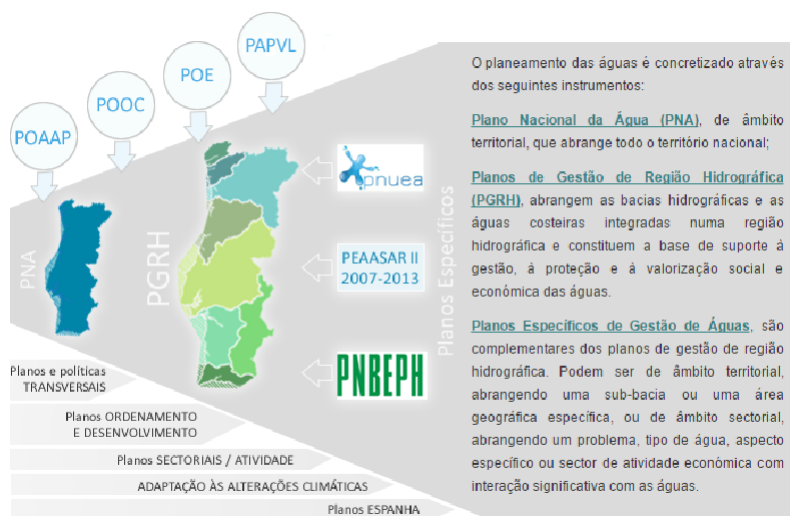 PAPVL
POE
POOC
POAAP
PNA
PGRH
pnuea
PEAASAR II
2007-2013
PNBEPH
Planos Específicos
Planos e políticas
TRANSVERSAIS
Planos ORDENAMENTO
E DESENVOLVIMENTO
Planos SECTORIAIS / ATIVIDADE
ADAPTAÇÃO ÀS ALTERAÇÕES CLIMÁTICAS
Planos ESPANHA
O planeamento das águas é concretizado através
dos seguintes instrumentos:
Plano Nacional da Água (PNA), de âmbito
territorial, que abrange todo o território nacional;
Planos de Gestão de Região Hidrográfica
(PGRH), abrangem as bacias hidrográficas e as
águas costeiras integradas numa região
hidrográfica e constituem a base de suporte à
gestão, à proteção e à valorização social e
económica das águas.
Planos Específicos de Gestão de Águas, são
complementares dos planos de gestão de região
hidrográfica. Podem ser de âmbito territorial,
abrangendo uma sub-bacia ou uma área
geográfica específica, ou de âmbito sectorial,
abrangendo um problema, tipo de água, aspecto
específico ou sector de atividade económica com
interação significativa com as águas.